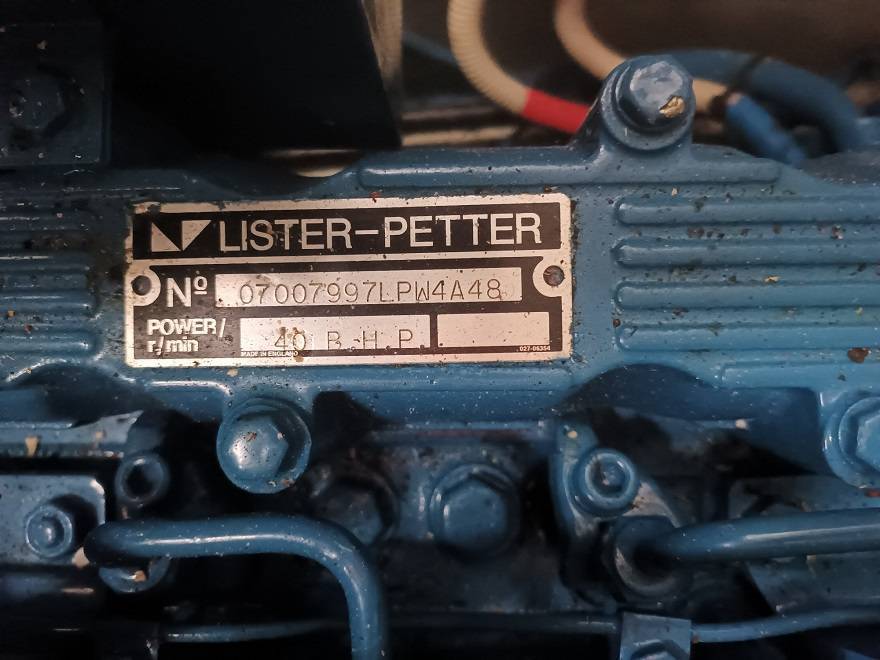 LISTER-PETTER
Nº 07007997LPW4A48
POWER/ 40 B.H.P.
r/min
MADE IN ENGLAND 027-06354